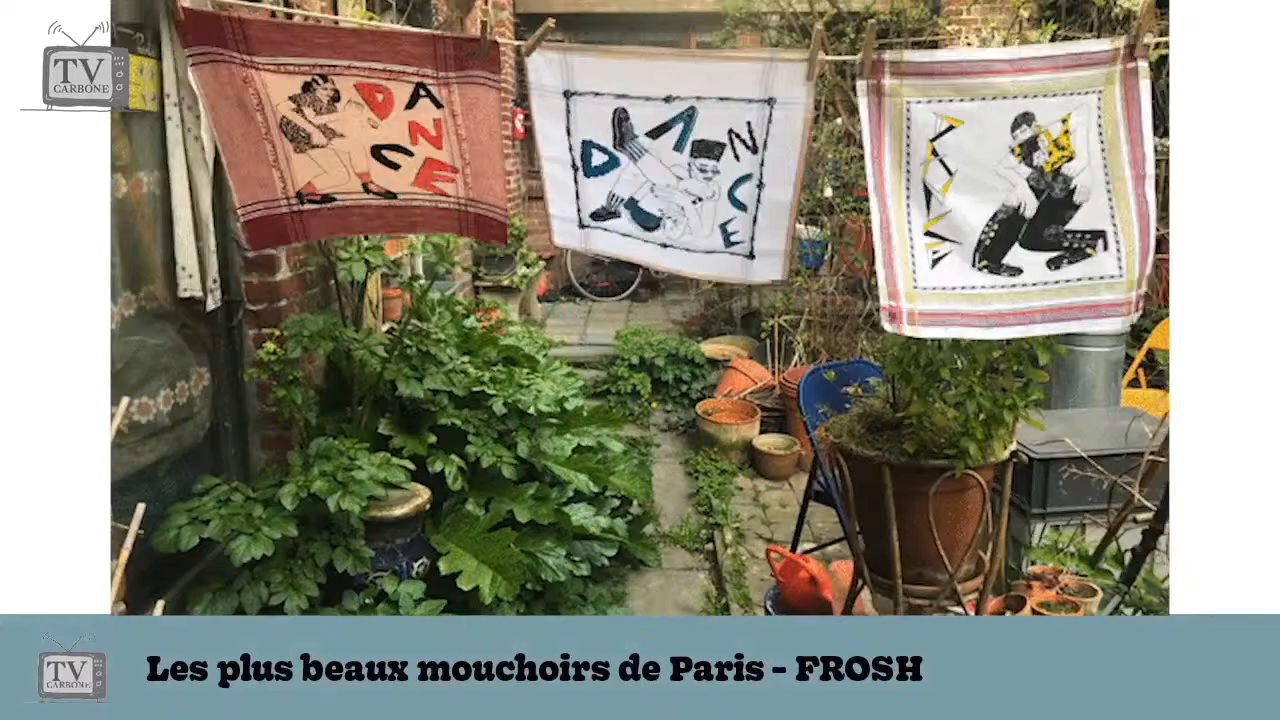 TV
CARBONE
DANCE
DANCE
TV
CARBONE
Les plus beaux mouchoirs de Paris - FROSH